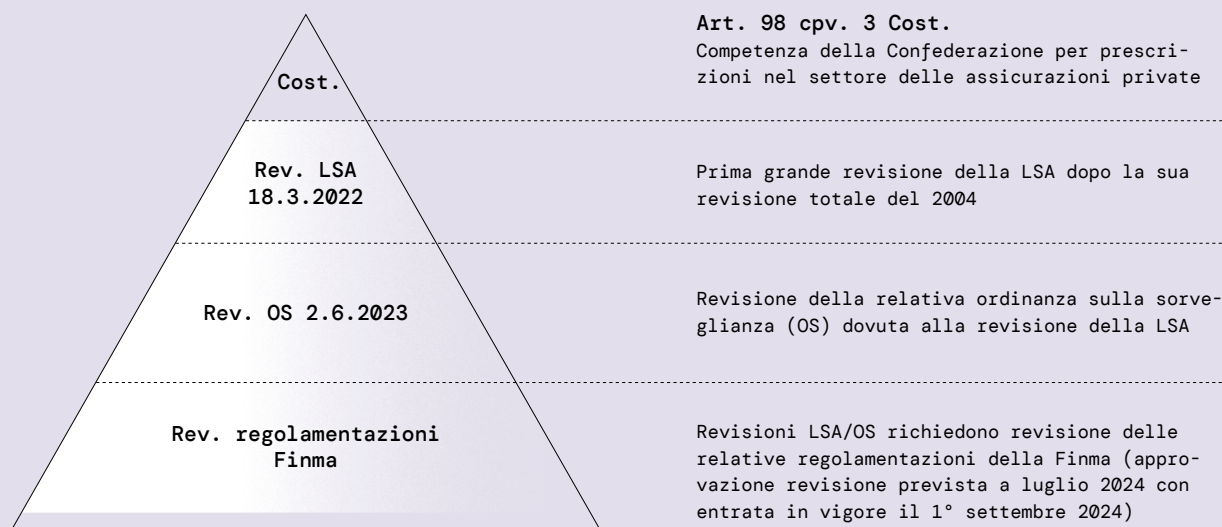 Cost.
Art. 98 cpv. 3 Cost.
Competenza della Confederazione per prescri-
zioni nel settore delle assicurazioni private
Rev. LSA
18.3.2022
Prima grande revisione della LSA dopo la sua
revisione totale del 2004
Rev. OS 2.6.2023
Revisione della relativa ordinanza sulla sorve-
glianza (OS) dovuta alla revisione della LSA
Rev. regolamentazioni
Finma
Revisioni LSA/OS richiedono revisione delle
relative regolamentazioni della Finma (appro-
vazione revisione prevista a luglio 2024 con
entrata in vigore il 1° settembre 2024)